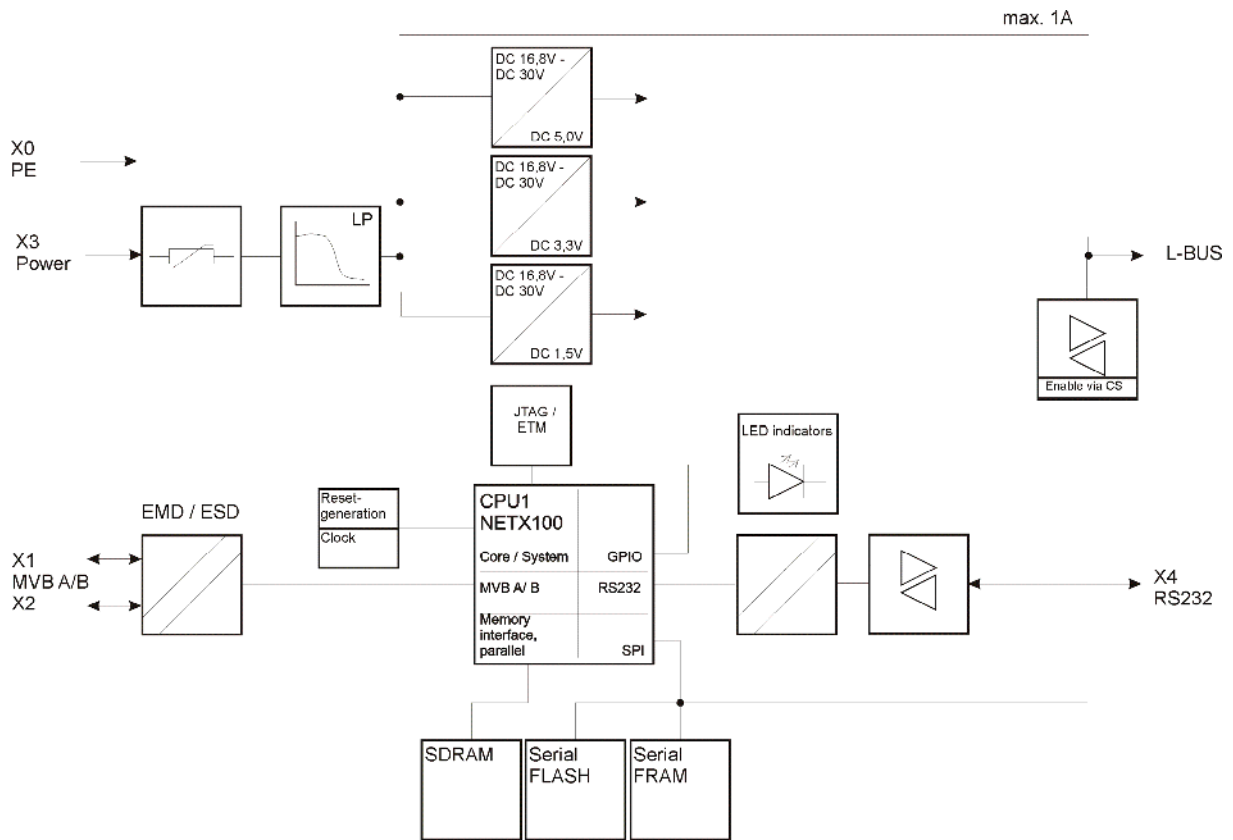 max. 1A
DC 16,8V -
DC 30V
DC 5,0V
X0
PE
DC 16,8V -
DC 30V
DC 3,3V
LP
X3
Power
L-BUS
DC 16,8V -
DC 30V
DC 1,5V
Enable via CS
JTAG /
ETM
LED indicators
Reset-
generation
Clock
CPU1
NETX100
Core / System
GPIO
EMD / ESD
X1
MVB A/B
X2
MVB A/ B
RS232
X4
RS232
Memory
interface,
parallel
SPI
SDRAM
Serial
FLASH
Serial
FRAM